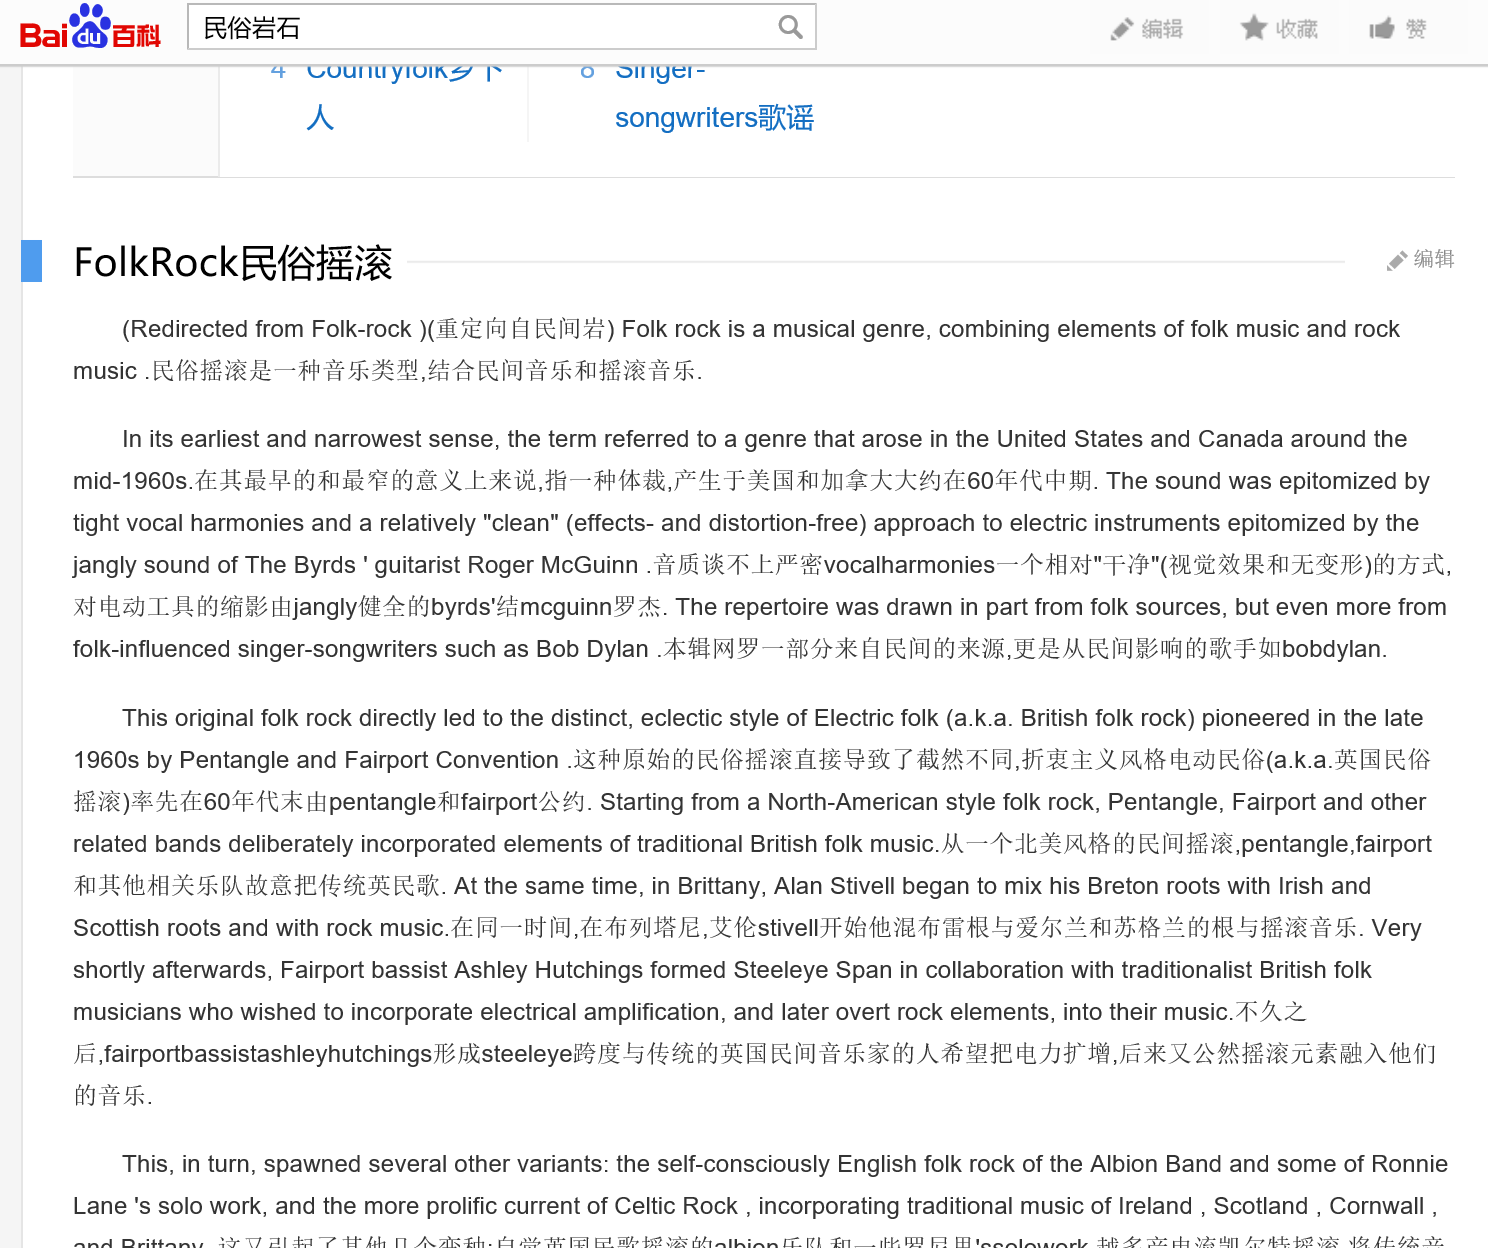 Bai du 百科
民俗岩石
编辑
收藏
赞
4 Countryfolk乡下人
8 Singer-songwriters歌谣
FolkRock民俗摇滚
编辑
(Redirected from Folk-rock )(重定向自民间岩) Folk rock is a musical genre, combining elements of folk music and rock
music .民俗摇滚是一种音乐类型,结合民间音乐和摇滚音乐.
In its earliest and narrowest sense, the term referred to a genre that arose in the United States and Canada around the
mid-1960s.在其最早的和最窄的意义上来说,指一种体裁,产生于美国和加拿大大约在60年代中期. The sound was epitomized by
tight vocal harmonies and a relatively "clean" (effects- and distortion-free) approach to electric instruments epitomized by the
jangly sound of The Byrds ' guitarist Roger McGuinn .音质谈不上严密vocalharmonies一个相对"干净"(视觉效果和无变形)的方式,
对电动工具的缩影由jangly健全的byrds'结mcguinn罗杰. The repertoire was drawn in part from folk sources, but even more from
folk-influenced singer-songwriters such as Bob Dylan .本辑网罗一部分来自民间的来源,更是从民间影响的歌手如bobdylan.
This original folk rock directly led to the distinct, eclectic style of Electric folk (a.k.a. British folk rock) pioneered in the late
1960s by Pentangle and Fairport Convention .这种原始的民俗摇滚直接导致了截然不同,折衷主义风格电动民俗(a.k.a.英国民俗
摇滚)率先在60年代末由pentangle和fairport公约. Starting from a North-American style folk rock, Pentangle, Fairport and other
related bands deliberately incorporated elements of traditional British folk music.从一个北美风格的民间摇滚,pentangle,fairport
和其他相关乐队故意把传统英民歌. At the same time, in Brittany, Alan Stivell began to mix his Breton roots with Irish and
Scottish roots and with rock music.在同一时间,在布列塔尼,艾伦stivell开始他混布雷根与爱尔兰和苏格兰的根与摇滚音乐. Very
shortly afterwards, Fairport bassist Ashley Hutchings formed Steeleye Span in collaboration with traditionalist British folk
musicians who wished to incorporate electrical amplification, and later overt rock elements, into their music.不久之
后,fairportbassistashleyhutchings形成steeleye跨度与传统的英国民间音乐家的人希望把电力扩增,后来又公然摇滚元素融入他们
的音乐.
This, in turn, spawned several other variants: the self-consciously English folk rock of the Albion Band and some of Ronnie
Lane 's solo work, and the more prolific current of Celtic Rock , incorporating traditional music of Ireland , Scotland , Cornwall ,
and Brittany .这又引起了其他几个变种:自觉英国民歌摇滚的albion乐队和一些罗尼里'ssolowork,越多产电流凯尔特摇滚,将传统音